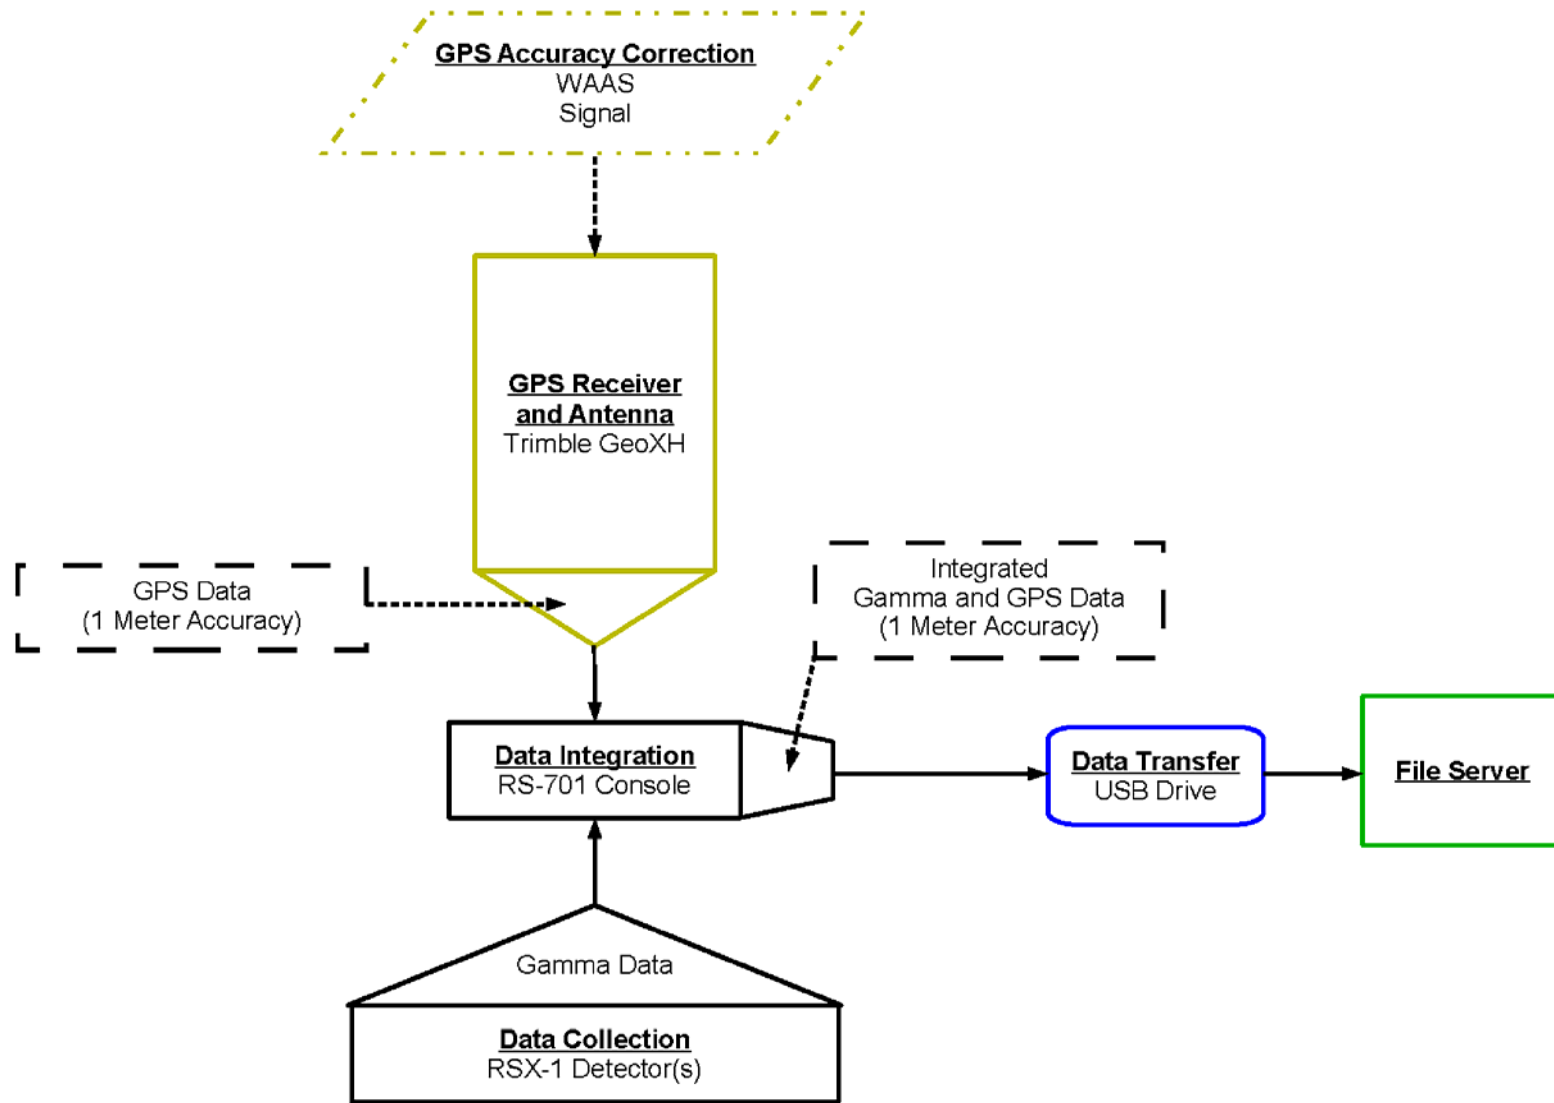 GPS Accuracy Correction
WAAS
Signal
GPS Receiver
and Antenna
Trimble GeoXH
GPS Data
(1 Meter Accuracy)
Integrated
Gamma and GPS Data
(1 Meter Accuracy)
Data Integration
RS-701 Console
Data Transfer
USB Drive
File Server
Gamma Data
Data Collection
RSX-1 Detector(s)